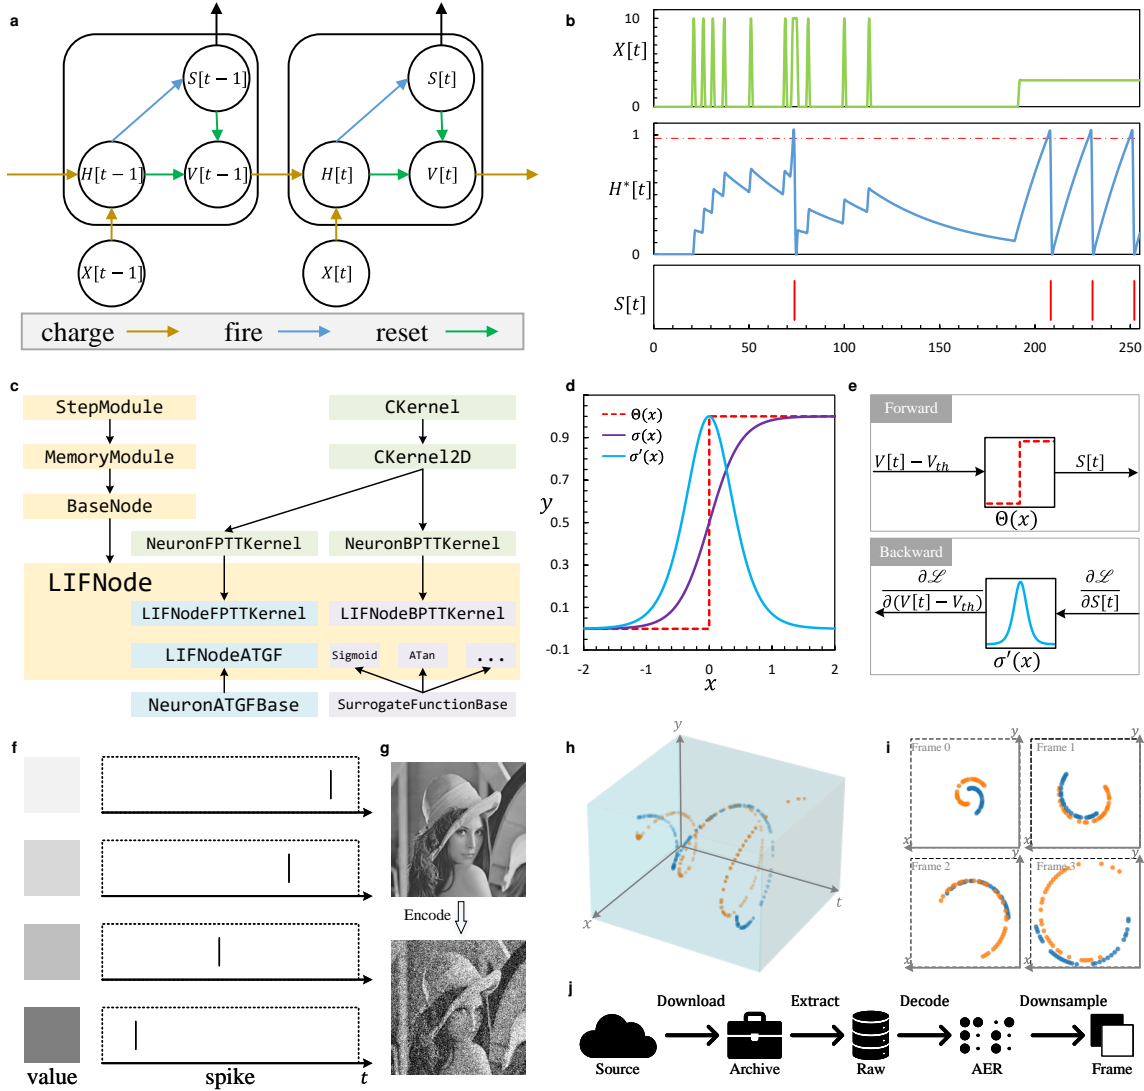 a
S[t − 1]
S[t]
H[t − 1]
V[t − 1]
H[t]
V[t]
X[t − 1]
X[t]
charge
fire
reset
b
10
X[t]
0
1
H*[t]
0
S[t]
0 50 100 150 200 250
c
StepModule
CKernel
MemoryModule
CKernel2D
BaseNode
NeuronFPTTKernel
NeuronBPTTKernel
LIFNode
LIFNodeFPTTKernel
LIFNodeBPTTKernel
LIFNodeATGF
Sigmoid
ATan
...
NeuronATGFBase
SurrogateFunctionBase
d
Θ(x)
σ(x)
σ′(x)
0.9
0.7
y
0.5
0.3
0.1
-0.1
-2 -1 0 1 2
x
e
Forward
V[t] − Vth
S[t]
Θ(x)
Backward
∂ℒ
∂(V[t] − Vth)
∂ℒ
∂S[t]
σ′(x)
f
value
spike
t
g
Encode
h
y
x
t
i
Frame 0
y
x
Frame 1
y
x
Frame 2
y
x
Frame 3
y
x
j
Download
Extract
Decode
Downsample
Source
Archive
Raw
AER
Frame